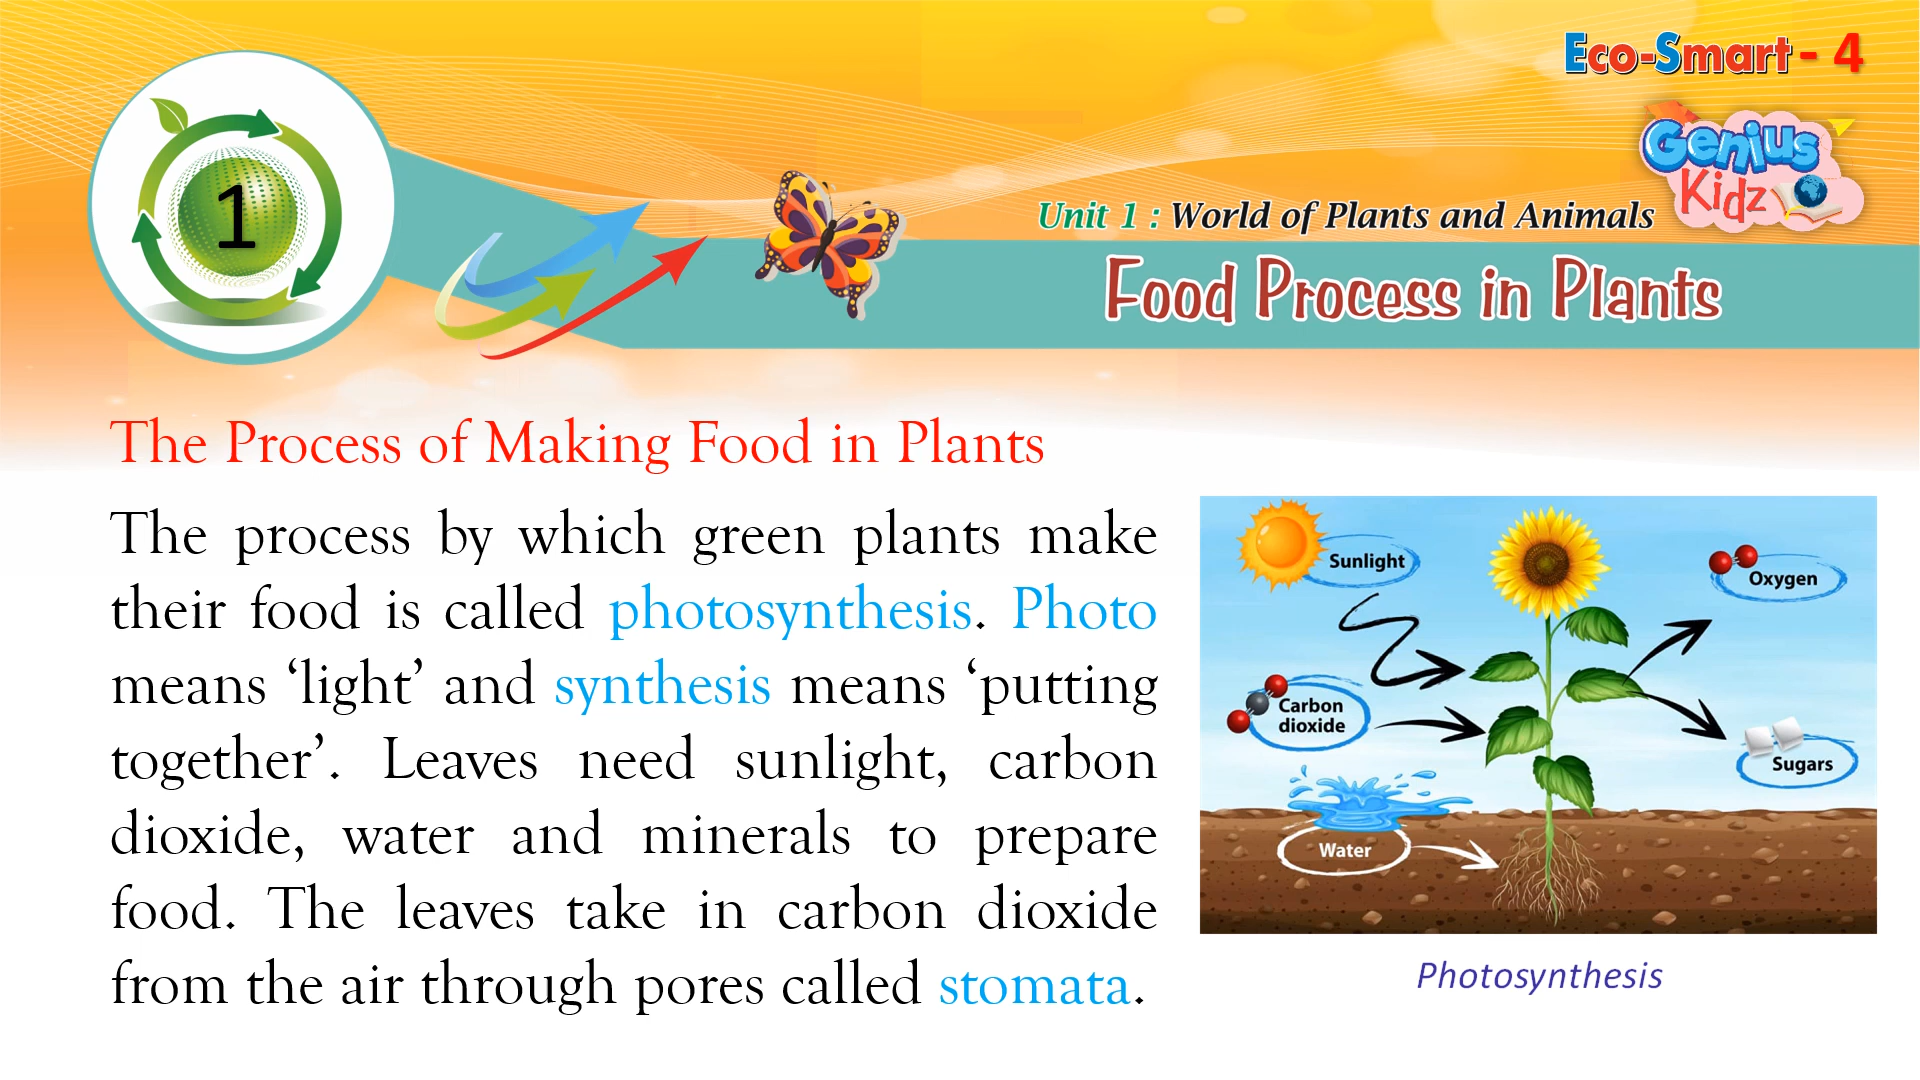 Eco-Smart - 4
Genius
Kidz
1
Unit 1 : World of Plants and Animals
Food Process in Plants
The Process of Making Food in Plants
The process by which green plants make
their food is called photosynthesis. Photo
means ‘light’ and synthesis means ‘putting
together’. Leaves need sunlight, carbon
dioxide, water and minerals to prepare
food. The leaves take in carbon dioxide
from the air through pores called stomata.
Sunlight
Oxygen
Carbon
dioxide
Sugars
Water
Photosynthesis